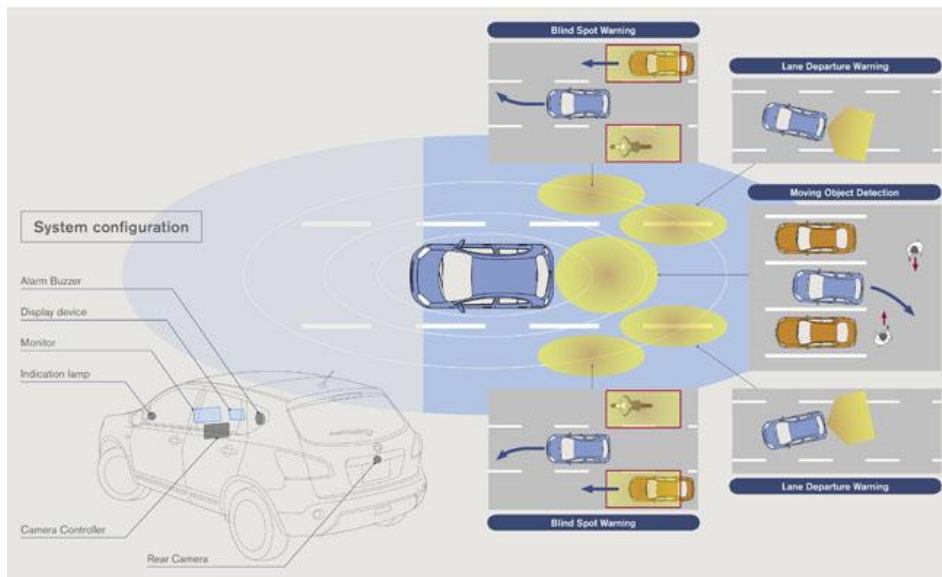 Blind Spot Warning
Lane Departure Warning
Moving Object Detection
System configuration
Alarm Buzzer
Display device
Monitor
Indication lamp
Camera Controller
Rear Camera
Lane Departure Warning
Blind Spot Warning